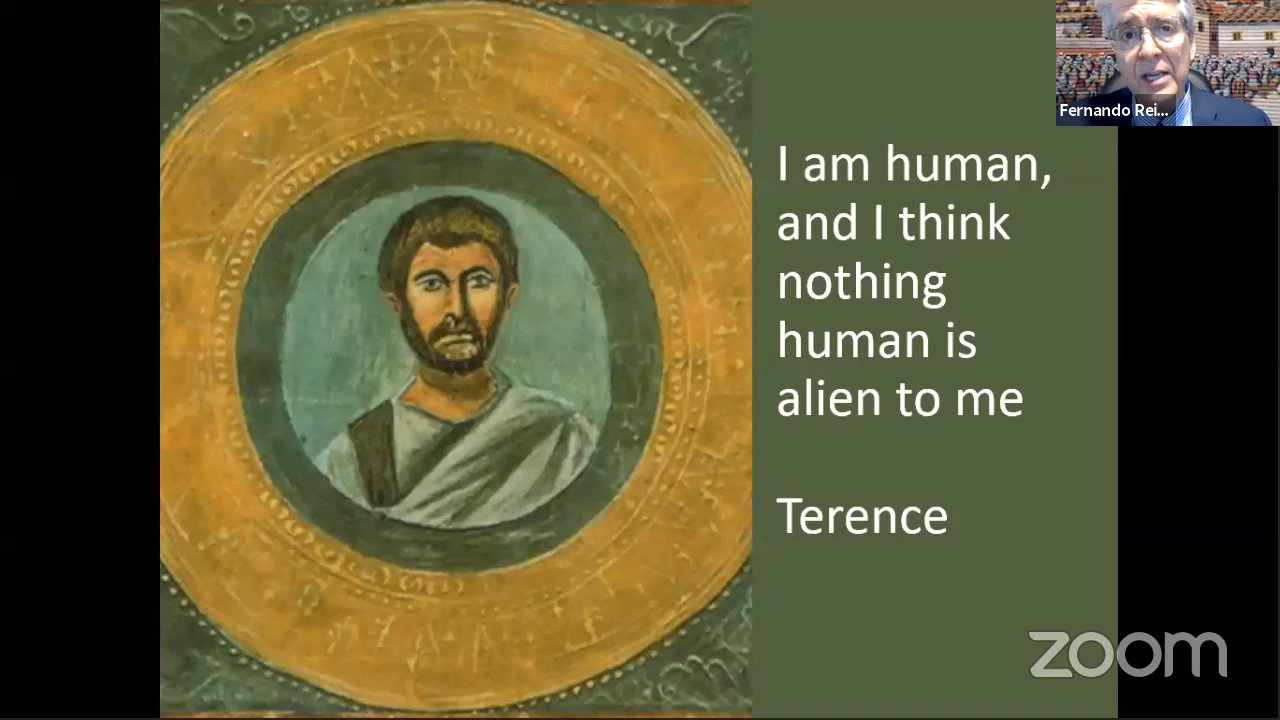 Fernando Rei...
I am human,
and I think
nothing
human is
alien to me
Terence
zoom